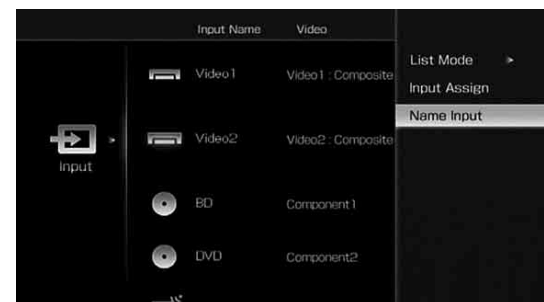 Input Name Video
Video1 Video1 : Composite
Video2 Video2 : Composite
BD Component1
DVD Component2
Input
List Mode
Input Assign
Name Input